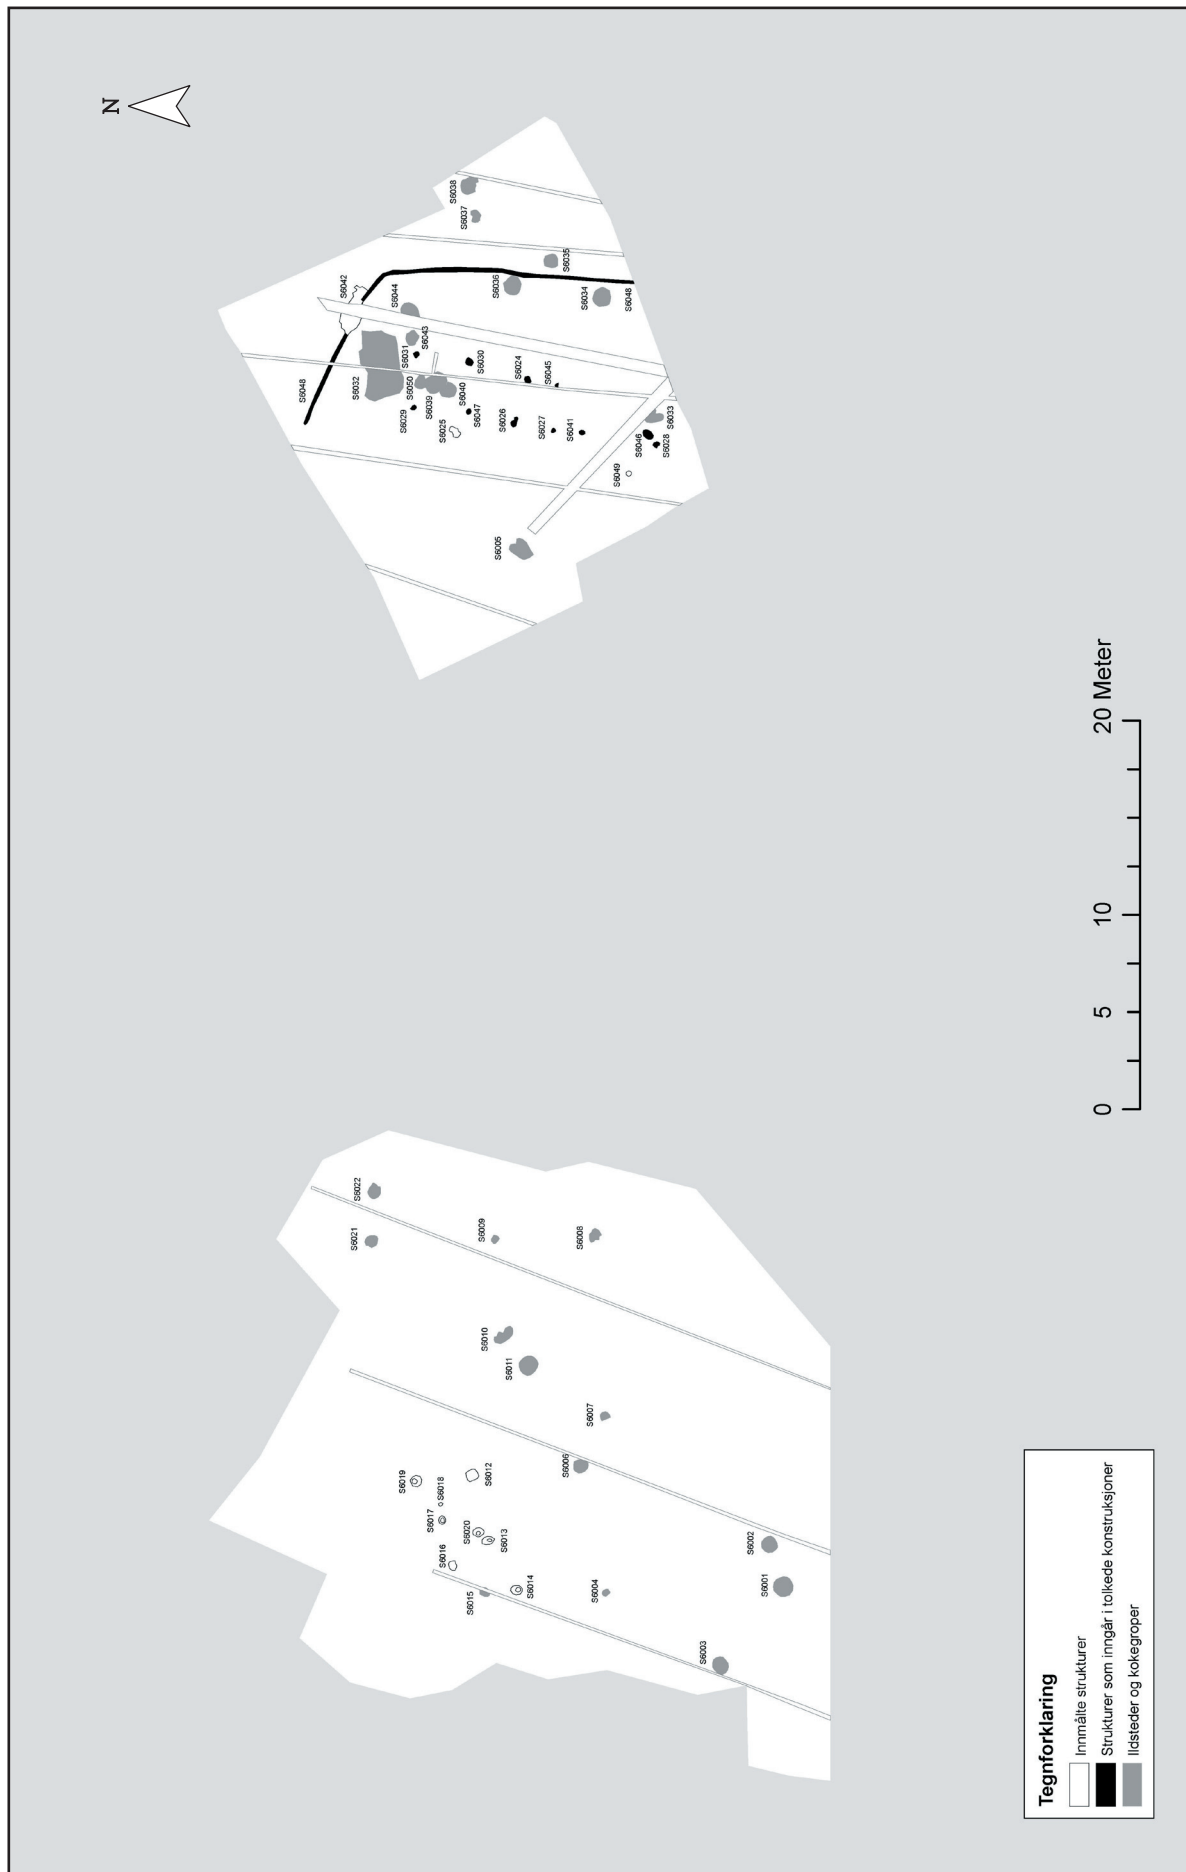 N
S6038
S6037
S6035
S6042
S6044
S6036
S6034
S6048
S6043
S6031
S6030
S6024
S6045
S6048
S6032
S6050
S6039
S6040
S6029
S6025
S6047
S6026
S6027
S6041
S6033
S6046
S6028
S6049
S6005
0 5 10 20 Meter
S6022
S6021
S6009
S6008
S6010
S6011
S6007
S6006
S6019
S6018
S6012
S6017
S6020
S6013
S6016
S6015
S6014
S6004
S6002
S6001
S6003
Tegnforklaring
Innmålte strukturer
Strukturer som inngår i tolkede konstruksjoner
Ildsteder og kokegroper